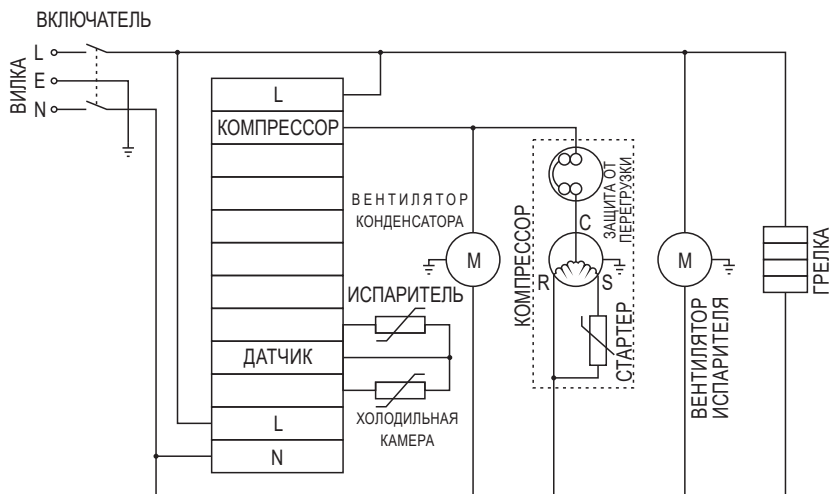 ВКЛЮЧАТЕЛЬ
ВИЛКА
L
E
N
L
КОМПРЕССОР
ДАТЧИК
L
N
ВЕНТИЛЯТОР
КОНДЕНСАТОРА
M
ИСПАРИТЕЛЬ
ХОЛОДИЛЬНАЯ
КАМЕРА
КОМПРЕССОР
ЗАЩИТА ОТ
ПЕРЕГРУЗКИ
C
R
S
СТАРТЕР
M
ВЕНТИЛЯТОР
ИСПАРИТЕЛЯ
ГРЕЛКА